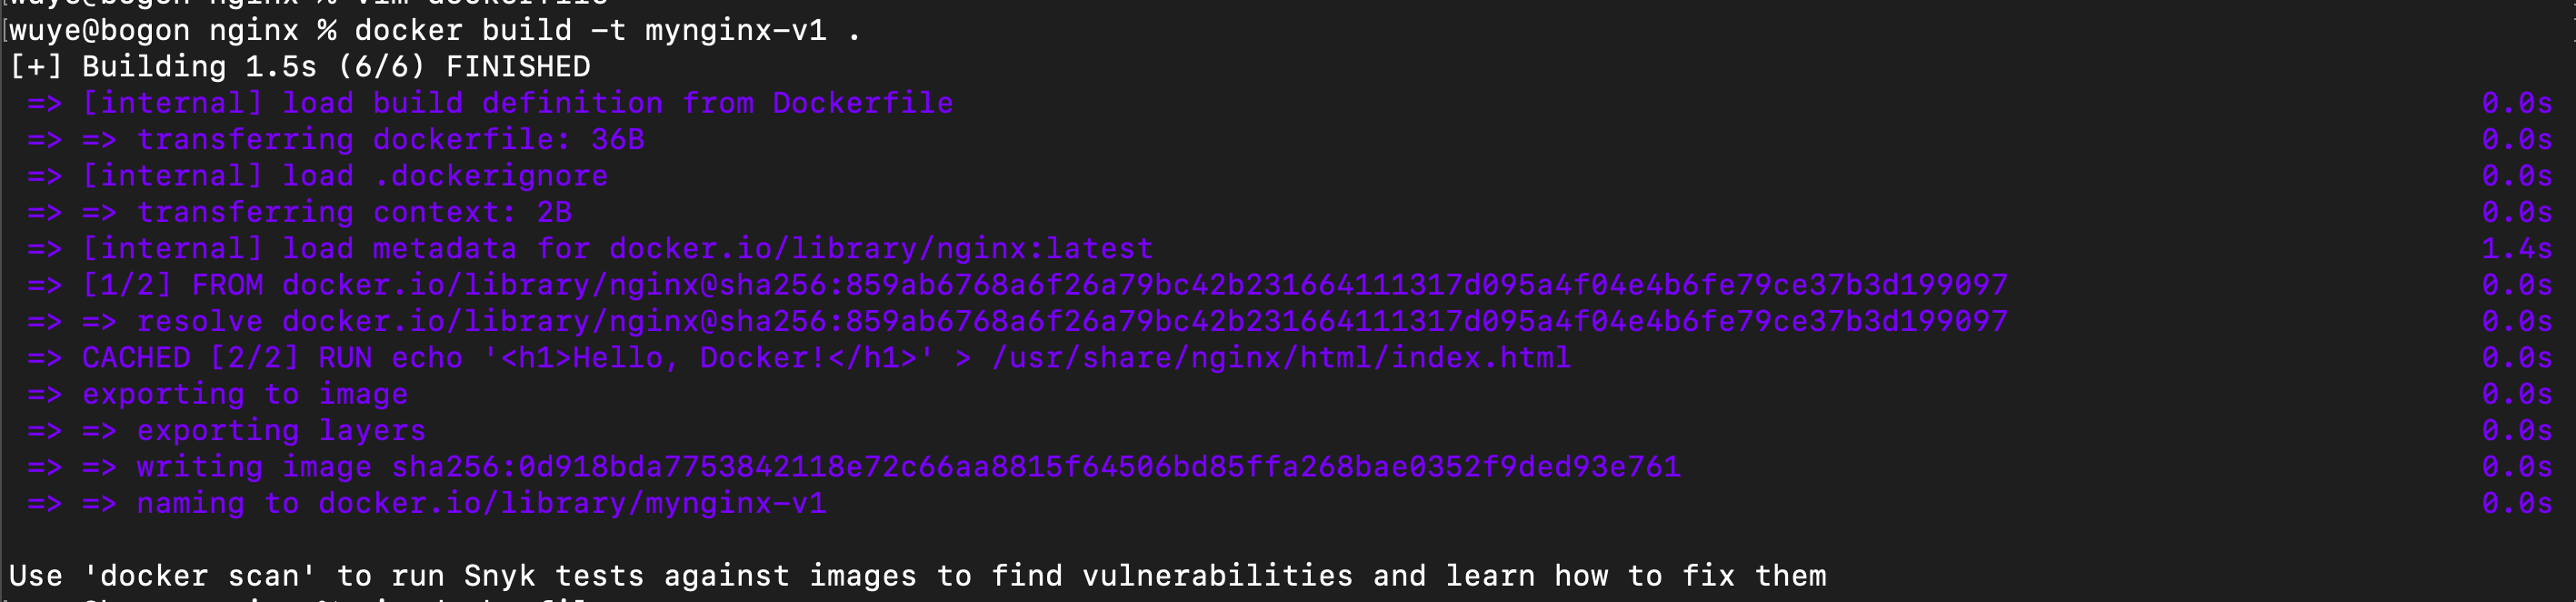 wuye@bogon nginx % vim dockerfile
[wuye@bogon nginx % docker build -t mynginx-v1 .
[+] Building 1.5s (6/6) FINISHED
=> [internal] load build definition from Dockerfile 0.0s
=> => transferring dockerfile: 36B 0.0s
=> [internal] load .dockerignore 0.0s
=> => transferring context: 2B 0.0s
=> [internal] load metadata for docker.io/library/nginx:latest 1.4s
=> [1/2] FROM docker.io/library/nginx@sha256:859ab6768a6f26a79bc42b231664111317d095a4f04e4b6fe79ce37b3d199097 0.0s
=> => resolve docker.io/library/nginx@sha256:859ab6768a6f26a79bc42b231664111317d095a4f04e4b6fe79ce37b3d199097 0.0s
=> CACHED [2/2] RUN echo '<h1>Hello, Docker!</h1>' > /usr/share/nginx/html/index.html 0.0s
=> exporting to image 0.0s
=> => exporting layers 0.0s
=> => writing image sha256:0d918bda7753842118e72c66aa8815f64506bd85ffa268bae0352f9ded93e761 0.0s
=> => naming to docker.io/library/mynginx-v1 0.0s
Use 'docker scan' to run Snyk tests against images to find vulnerabilities and learn how to fix them